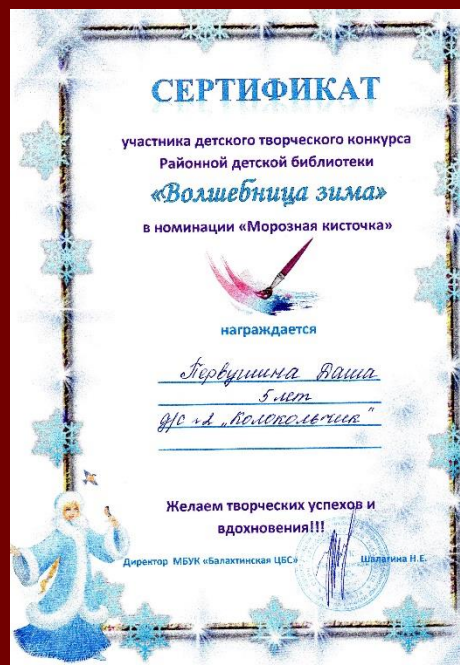 СЕРТИФИКАТ
участника детского творческого конкурса
Районной детской библиотеки
«Волшебница зима»
в номинации «Морозная кисточка»
награждается
Первушина Даша
5 лет
д/с №2 „Колокольчик"
Желаем творческих успехов и
вдохновения!!!
Директор МБУК «Балахтинская ЦБС» Шалагина Н.Е.